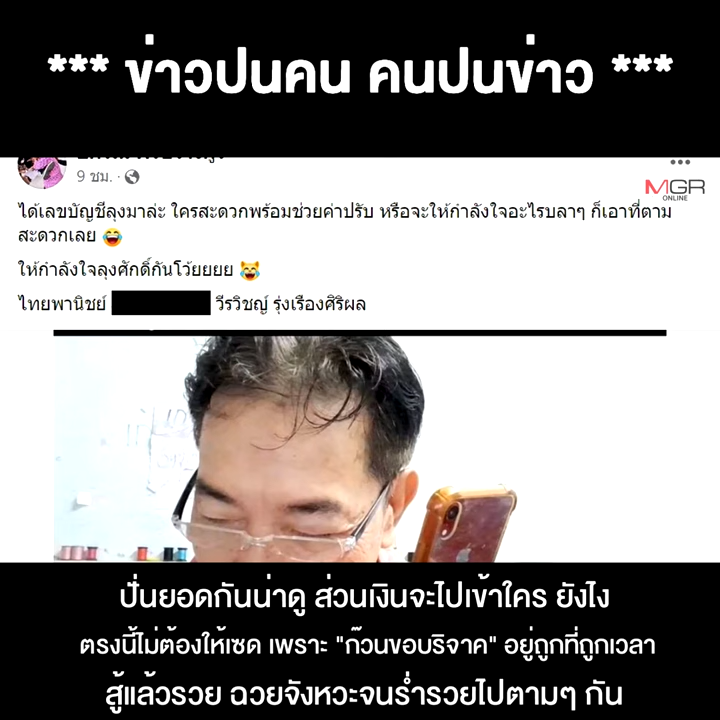 *** ข่าวปนคน คนปนข่าว ***
9 ชม. ·
MGR
ONLINE
ได้เลขบัญชีลุงมาล่ะ ใครสะดวกพร้อมช่วยค่าปรับ หรือจะให้กำลังใจอะไรบลาๆ ก็เอาที่ตาม
สะดวกเลย 😂
ให้กำลังใจลุงศักดิ์กันโว้ยยยย 😹
ไทยพานิชย์ วีรวิชญ์ รุ่งเรืองศิริผล
ปั่นยอดกันน่าดู ส่วนเงินจะไปเข้าใคร ยังไง
ตรงนี้ไม่ต้องให้เซด เพราะ "ก๊วนขอบริจาค" อยู่ถูกที่ถูกเวลา
สู้แล้วรวย ฉวยจังหวะจนร่ำรวยไปตามๆ กัน